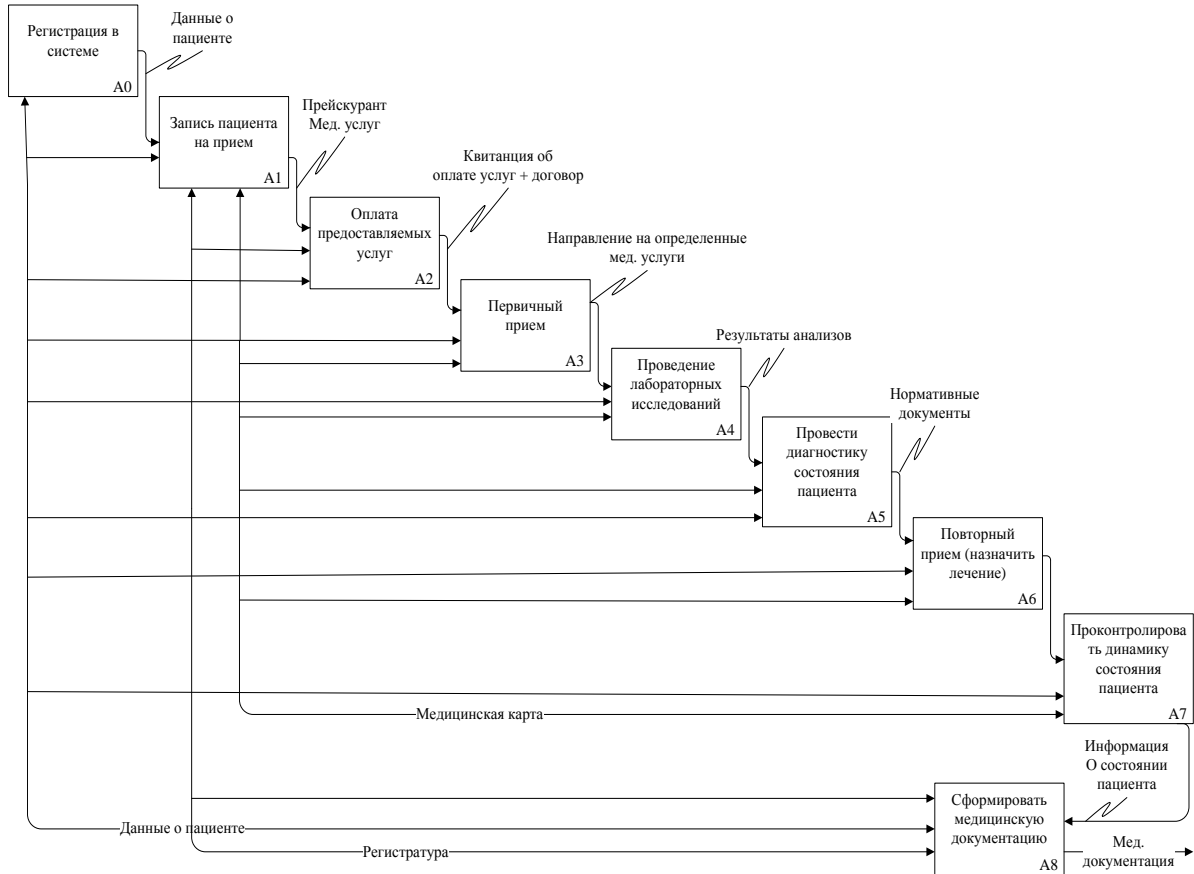 Регистрация в
системе
A0
Данные о
пациенте
Запись пациента
на прием
A1
Прейскурант
Мед. услуг
Оплата
предоставляемых
услуг
A2
Квитанция об
оплате услуг + договор
Первичный
прием
A3
Направление на определенные
мед. услуги
Проведение
лабораторных
исследований
A4
Результаты анализов
Провести
диагностику
состояния
пациента
A5
Нормативные
документы
Повторный
прием (назначить
лечение)
A6
Проконтролирова
ть динамику
состояния
пациента
A7
Медицинская карта
Информация
О состоянии
пациента
Сформировать
медицинскую
документацию
A8
Данные о пациенте
Регистратура
Мед.
документация